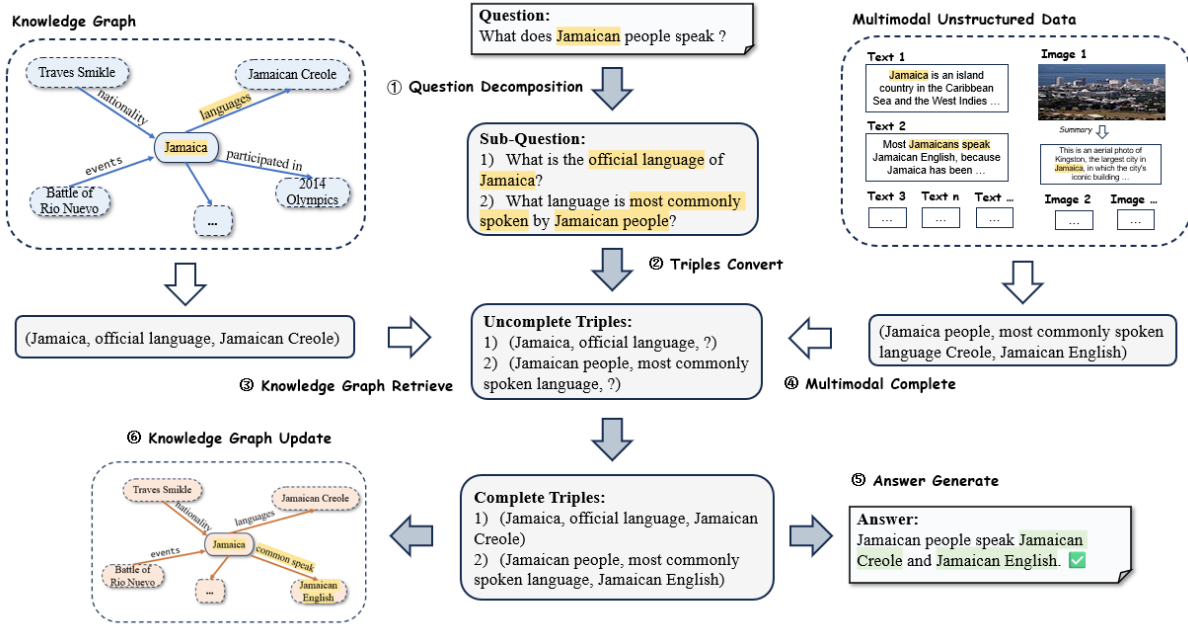 Knowledge Graph
Traves Smikle
Jamaican Creole
nationality
languages
Jamaica
events
participated in
Battle of
Rio Nuevo
2014
Olympics
...
(Jamaica, official language, Jamaican Creole)
Question:
What does Jamaican people speak ?
① Question Decomposition
Sub-Question:
1) What is the official language of
Jamaica?
2) What language is most commonly
spoken by Jamaican people?
② Triples Convert
Uncomplete Triples:
1) (Jamaica, official language, ?)
2) (Jamaican people, most commonly
spoken language, ?)
③ Knowledge Graph Retrieve
④ Multimodal Complete
Multimodal Unstructured Data
Text 1
Jamaica is an island
country in the Caribbean
Sea and the West Indies ...
Text 2
Most Jamaicans speak
Jamaican English, because
Jamaica has been ...
Text 3
Text n
Text ...
...
...
...
Image 1
Summary
This is an aerial photo of
Kingston, the largest city in
Jamaica, in which the city's
iconic building ...
Image 2
Image ...
...
...
(Jamaica people, most commonly spoken
language Creole, Jamaican English)
⑥ Knowledge Graph Update
Traves Smikle
Jamaican Creole
nationality
languages
Jamaica
events
common speak
Battle of
Rio Nuevo
...
Jamaican
English
Complete Triples:
1) (Jamaica, official language, Jamaican
Creole)
2) (Jamaican people, most commonly
spoken language, Jamaican English)
⑤ Answer Generate
Answer:
Jamaican people speak Jamaican
Creole and Jamaican English. ✅